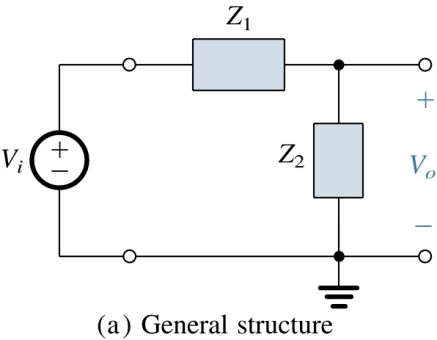 Z₁
+
Vᵢ
+
−
Z₂
Vₒ
−
(a) General structure